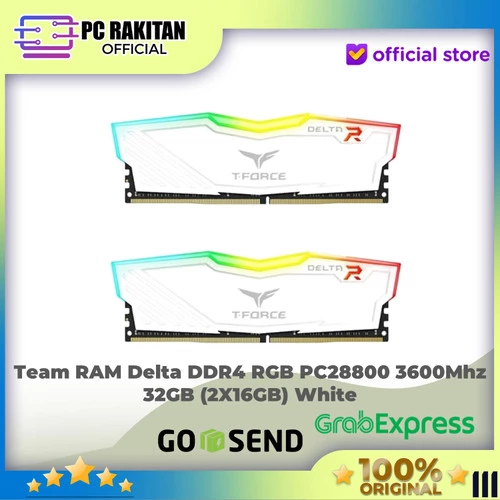 PC RAKITAN
OFFICIAL
official store
DELTA R
T-FORCE
DELTA R
T-FORCE
Team RAM Delta DDR4 RGB PC28800 3600Mhz
32GB (2X16GB) White
GO SEND
GrabExpress
100%
ORIGINAL